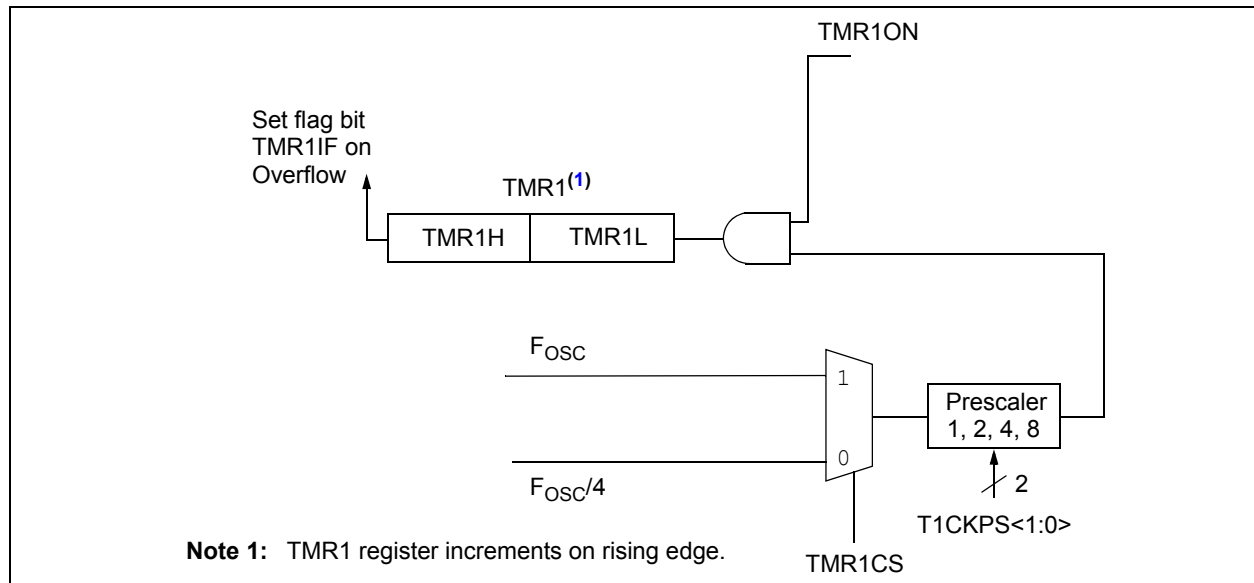 TMR1ON
Set flag bit
TMR1IF on
Overflow
TMR1(1)
TMR1H
TMR1L
FOSC
1
Prescaler
1, 2, 4, 8
0
FOSC/4
2
T1CKPS<1:0>
Note 1: TMR1 register increments on rising edge.
TMR1CS